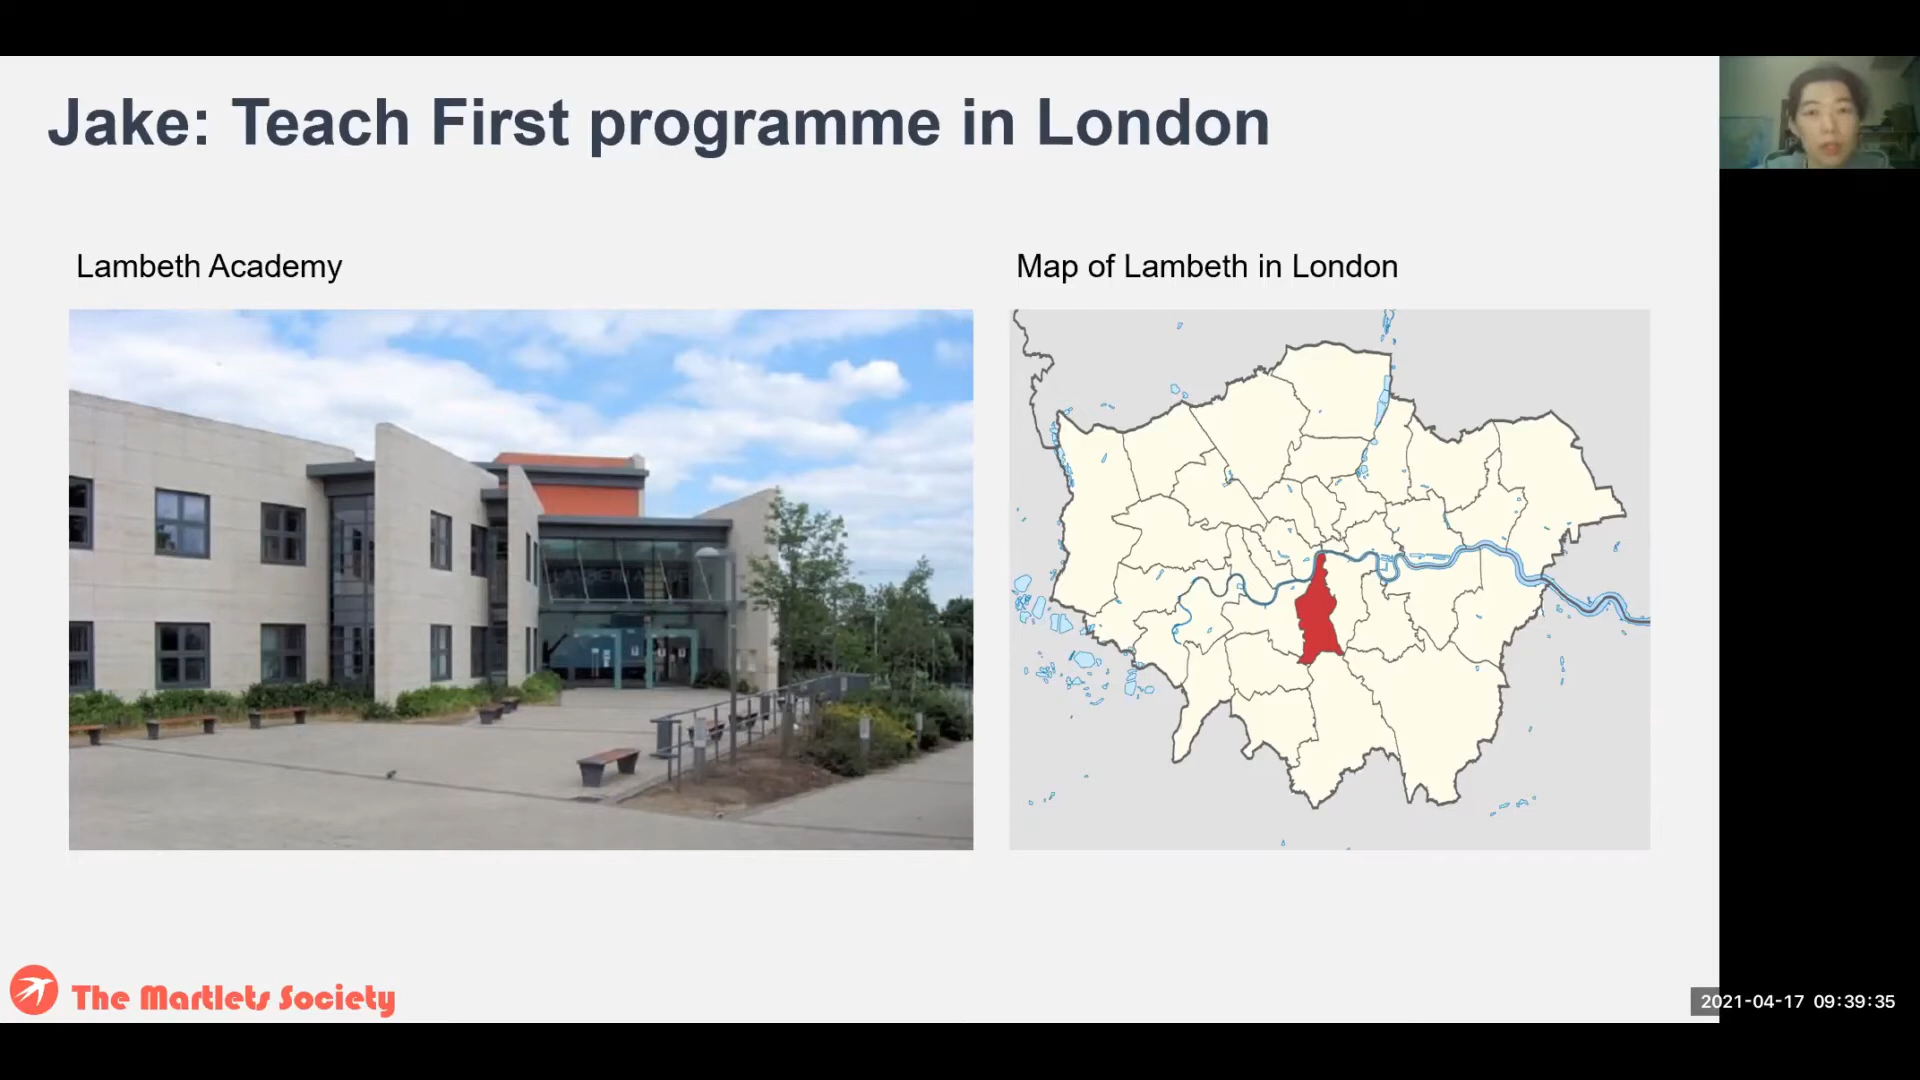 Jake: Teach First programme in London
Lambeth Academy
Map of Lambeth in London
The Martlets Society
2021-04-17 09:39:35